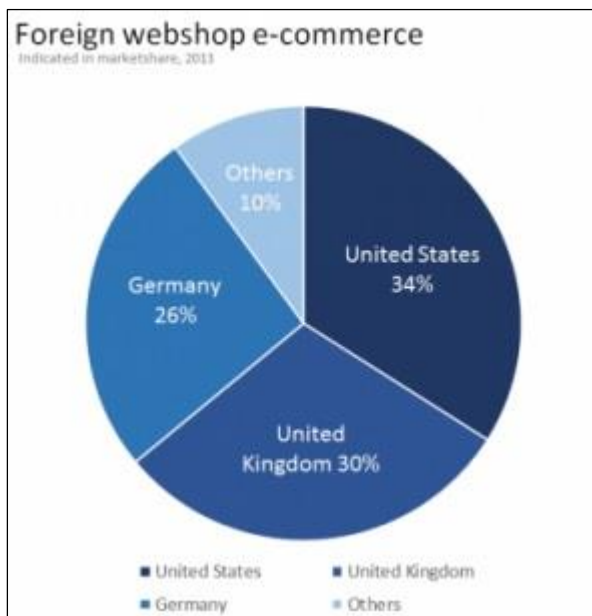 Foreign webshop e-commerce
Indicated in marketshare, 2013
Others
10%
United States
34%
Germany
26%
United
Kingdom 30%
United States
United Kingdom
Germany
Others